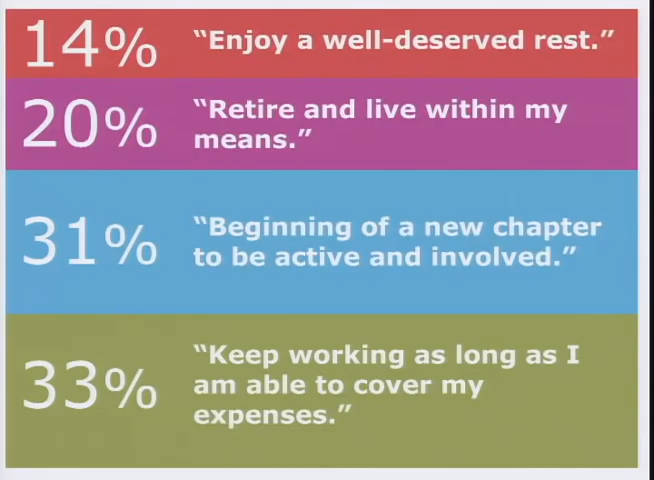 14% “Enjoy a well-deserved rest.”
20% “Retire and live within my
means.”
31% “Beginning of a new chapter
to be active and involved.”
33% “Keep working as long as I
am able to cover my
expenses.”